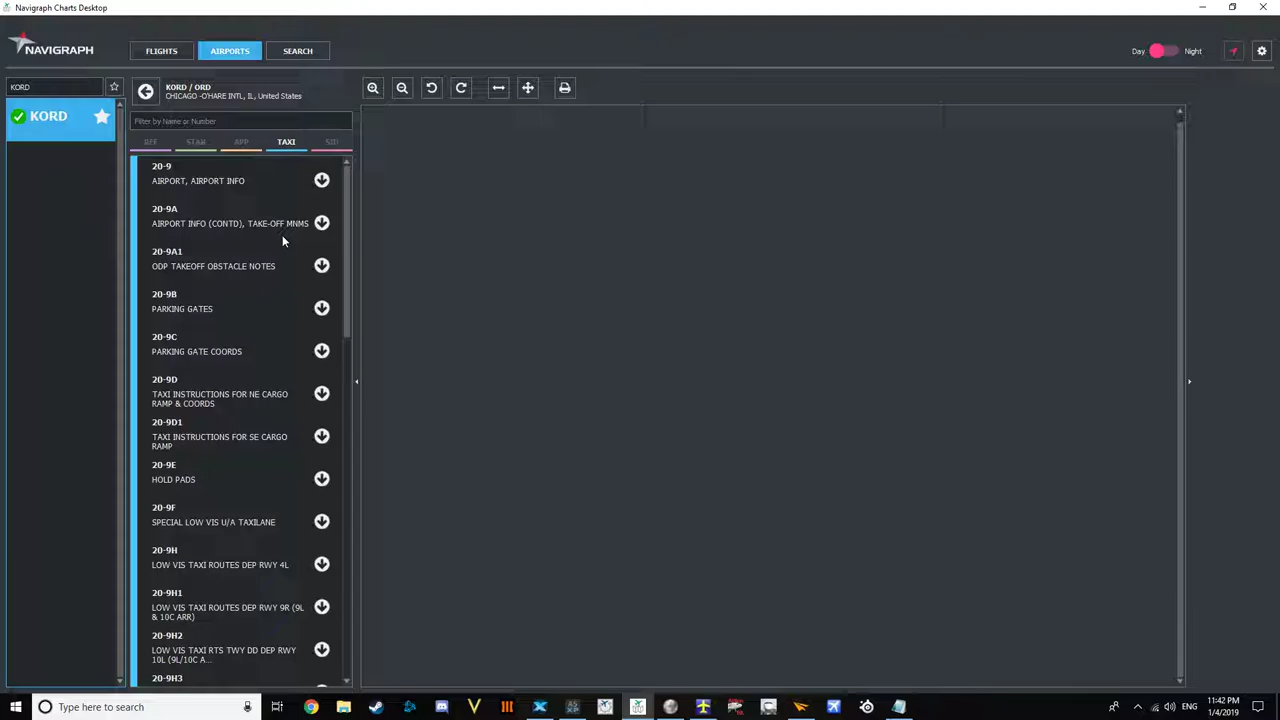 Navigraph Charts Desktop
NAVIGRAPH
FLIGHTS
AIRPORTS
SEARCH
Day
Night
KORD
KORD / ORD
CHICAGO -O'HARE INTL, IL, United States
KORD
Filter by Name or Number
REF
STAR
APP
TAXI
SID
20-9
AIRPORT, AIRPORT INFO
20-9A
AIRPORT INFO (CONTD), TAKE-OFF MNMS
20-9A1
ODP TAKEOFF OBSTACLE NOTES
20-9B
PARKING GATES
20-9C
PARKING GATE COORDS
20-9D
TAXI INSTRUCTIONS FOR NE CARGO
RAMP & COORDS
20-9D1
TAXI INSTRUCTIONS FOR SE CARGO
RAMP
20-9E
HOLD PADS
20-9F
SPECIAL LOW VIS U/A TAXILANE
20-9H
LOW VIS TAXI ROUTES DEP RWY 4L
20-9H1
LOW VIS TAXI ROUTES DEP RWY 9R (9L
& 10C ARR)
20-9H2
LOW VIS TAXI RTS TWY DD DEP RWY
10L (9L/10C A...
20-9H3
Type here to search
ENG
11:42 PM
1/4/2019